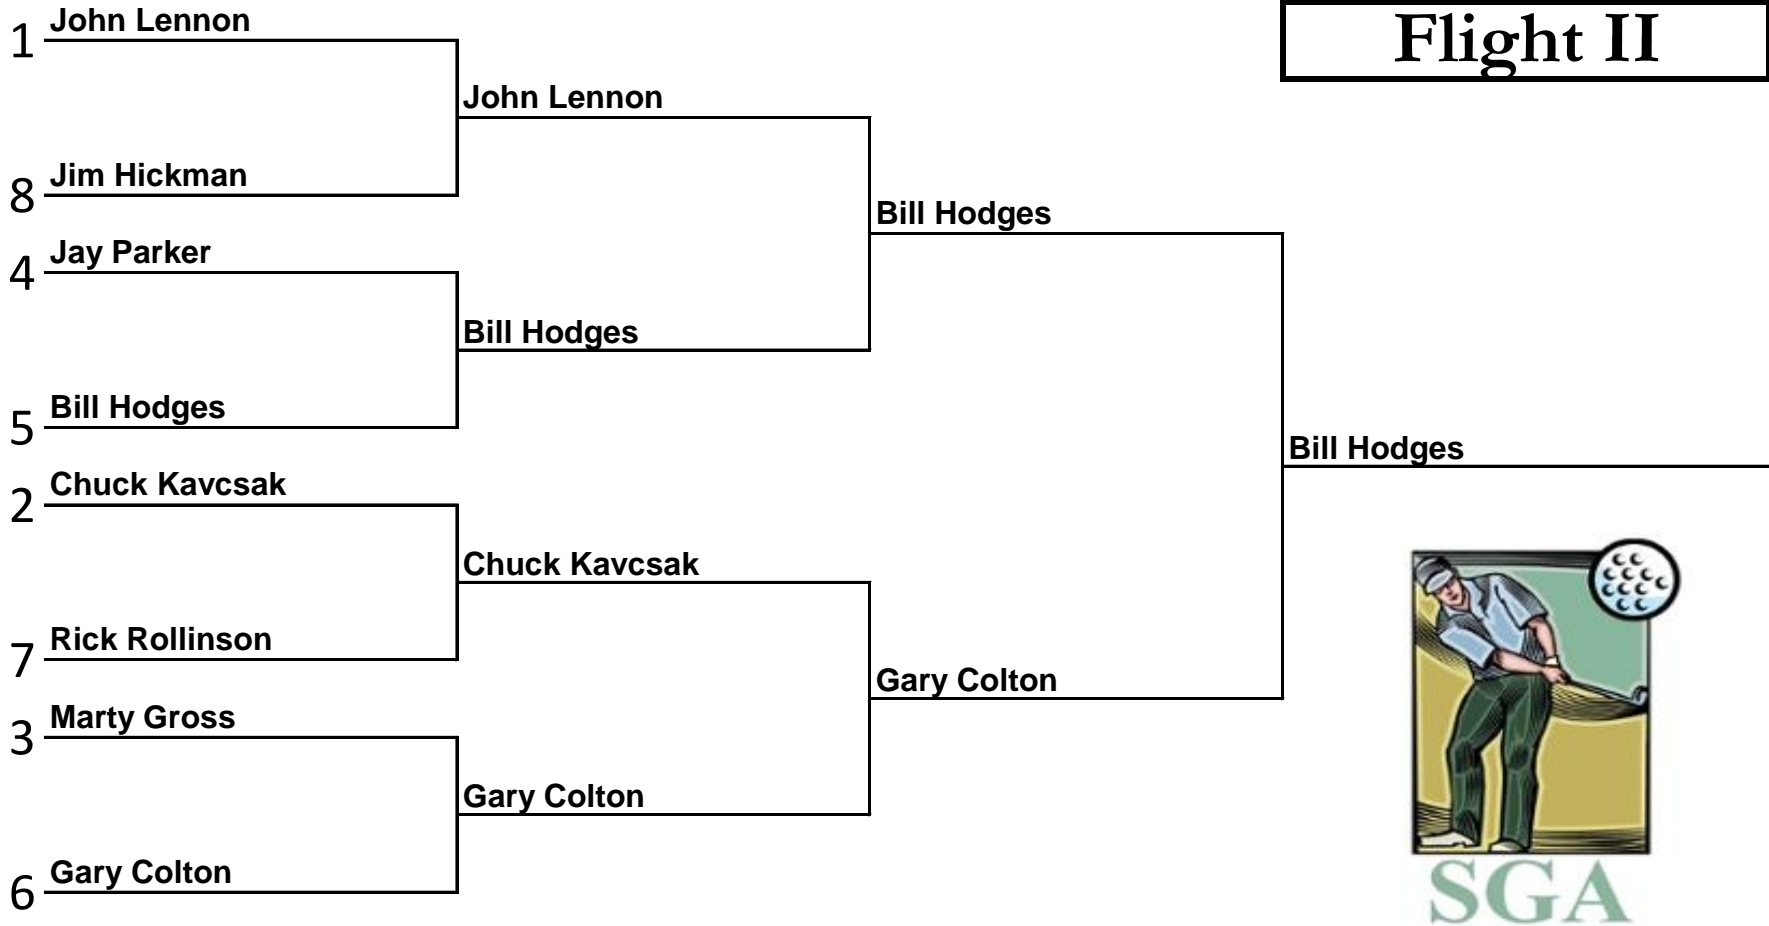 Flight II
1 John Lennon
John Lennon
8 Jim Hickman
Bill Hodges
4 Jay Parker
Bill Hodges
5 Bill Hodges
Bill Hodges
2 Chuck Kavcsak
Chuck Kavcsak
7 Rick Rollinson
Gary Colton
3 Marty Gross
Gary Colton
6 Gary Colton
SGA